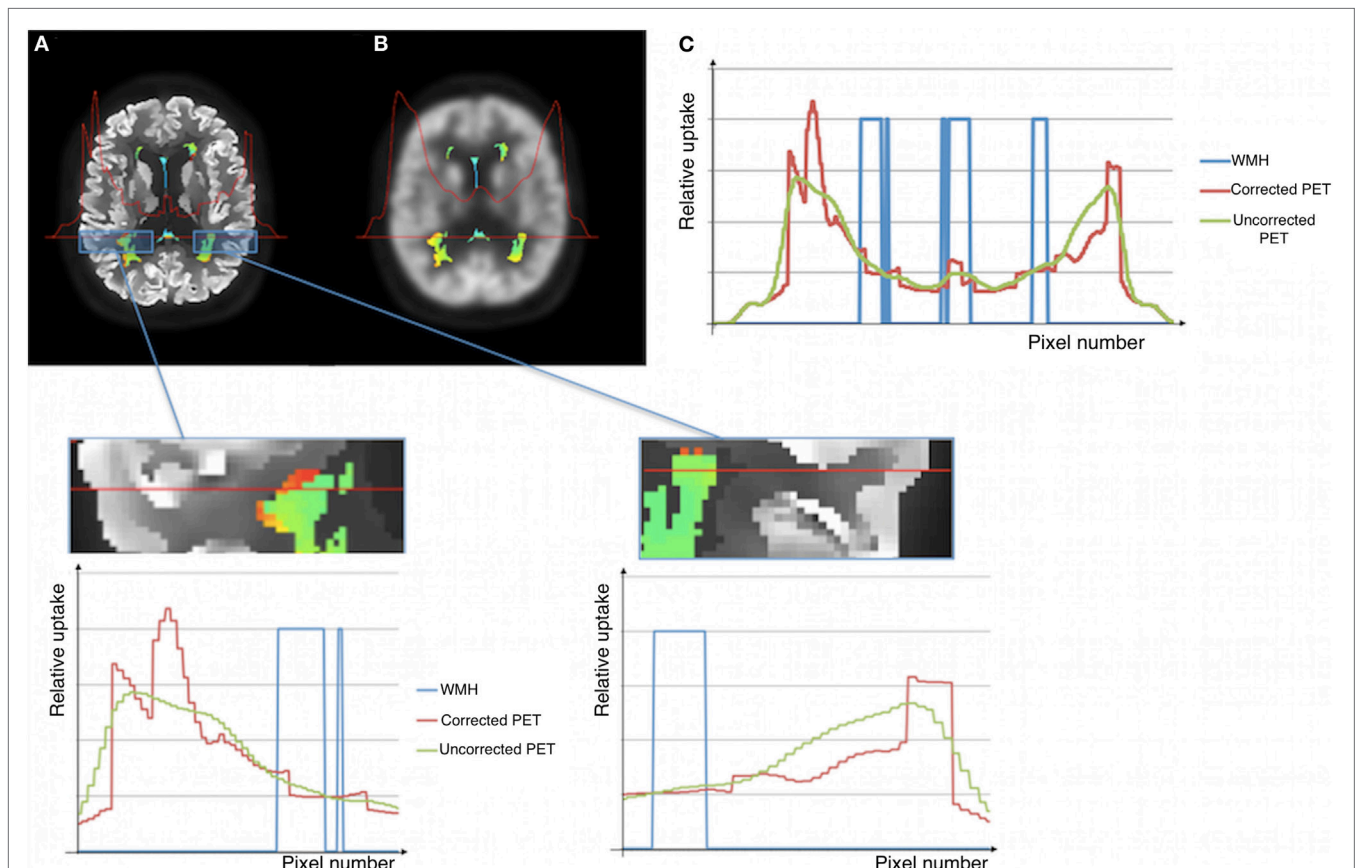 A
B
C
Relative uptake
WMH
Corrected PET
Uncorrected
PET
Pixel number
Relative uptake
WMH
Corrected PET
Uncorrected PET
Pixel number
Relative uptake
Pixel number